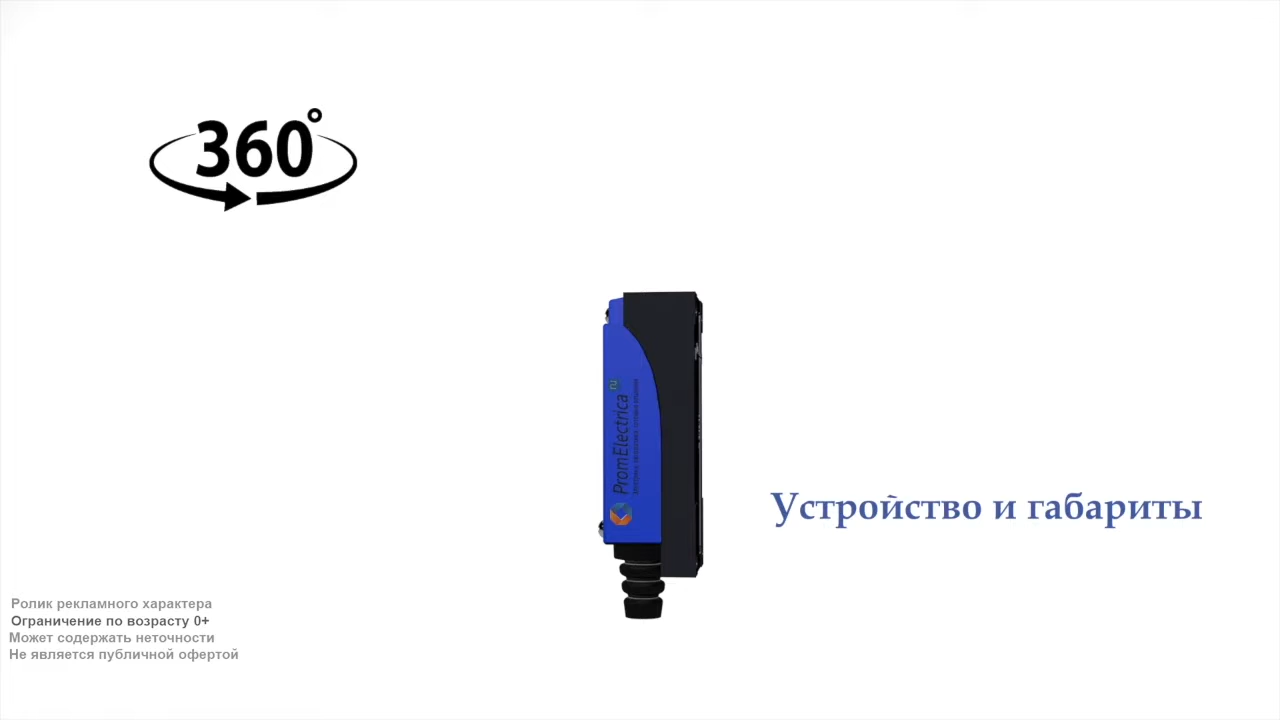 360°
PromElectrica
Устройство и габариты
Ролик рекламного характера
Ограничение по возрасту 0+
Может содержать неточности
Не является публичной офертой